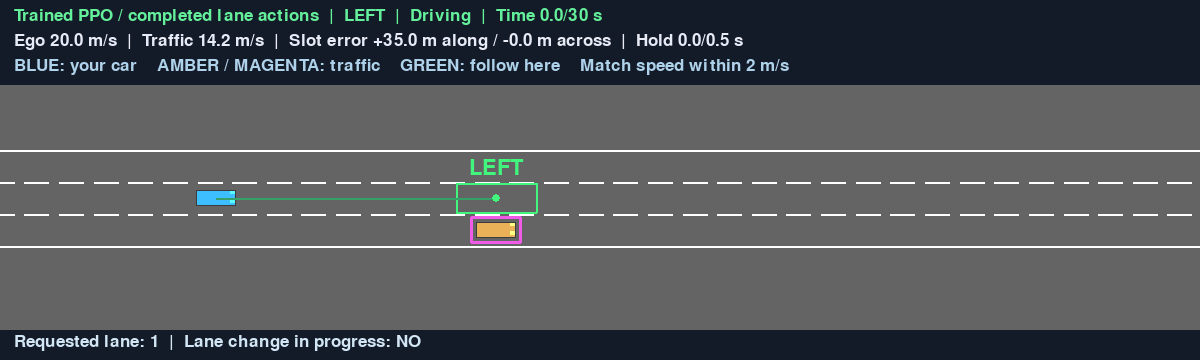 Trained PPO / completed lane actions | LEFT | Driving | Time 0.0/30 s
Ego 20.0 m/s | Traffic 14.2 m/s | Slot error +35.0 m along / -0.0 m across | Hold 0.0/0.5 s
BLUE: your car AMBER / MAGENTA: traffic GREEN: follow here Match speed within 2 m/s
LEFT
Requested lane: 1 | Lane change in progress: NO